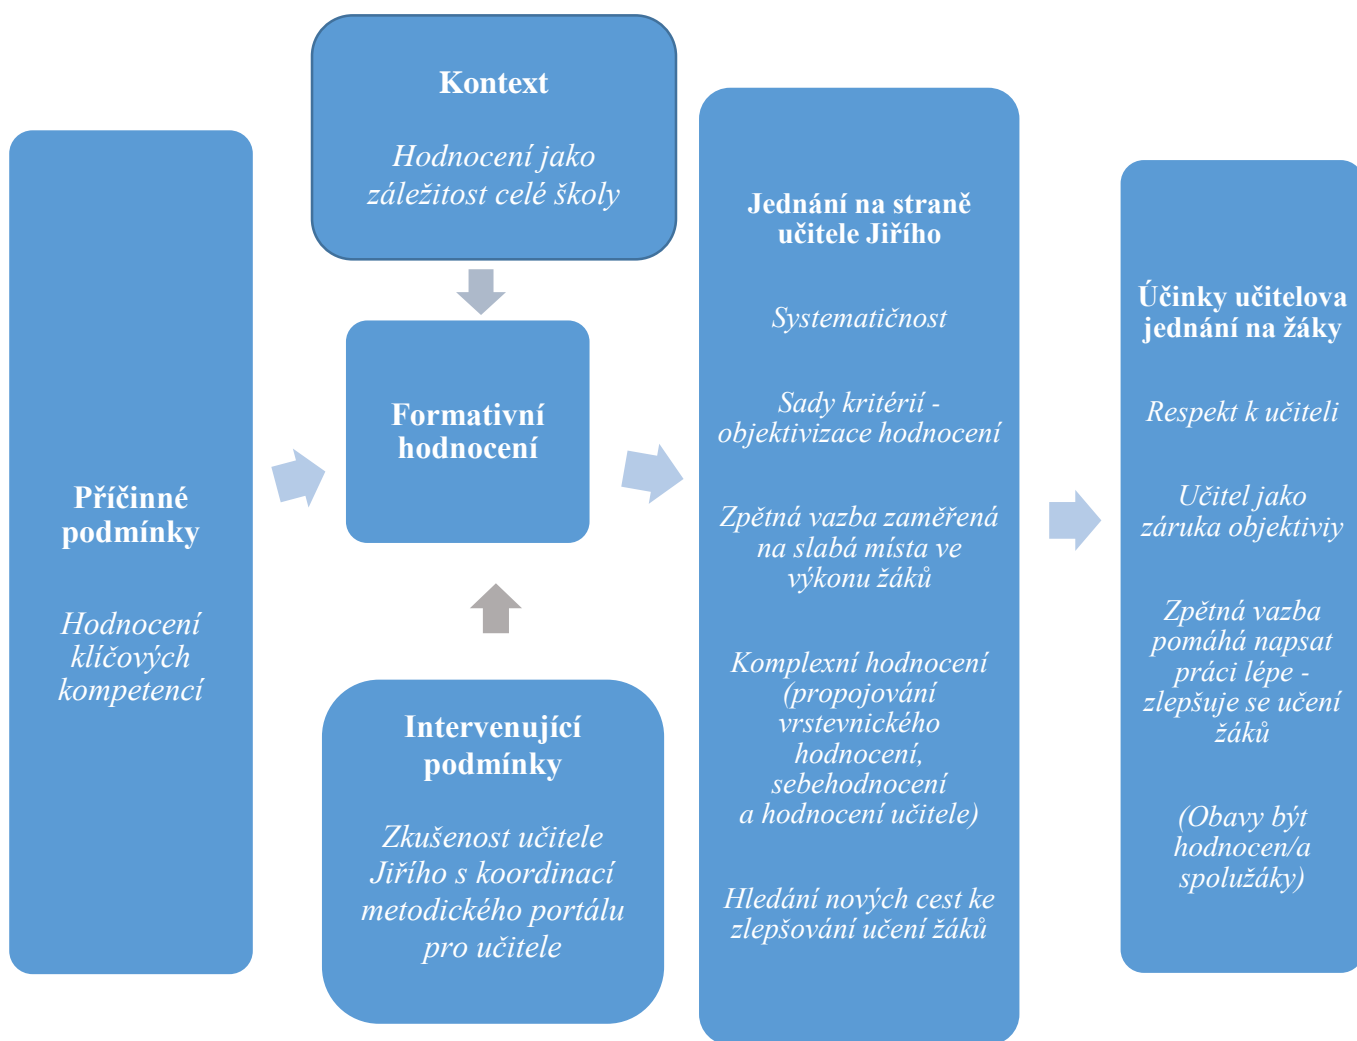 Kontext
Hodnocení jako
záležitost celé školy
Příčinné
podmínky
Hodnocení
klíčových
kompetencí
Formativní
hodnocení
Intervenující
podmínky
Zkušenost učitele
Jiřího s koordinací
metodického portálu
pro učitele
Jednání na straně
učitele Jiřího
Systematičnost
Sady kritérií -
objektivizace hodnocení
Zpětná vazba zaměřená
na slabá místa ve
výkonu žáků
Komplexní hodnocení
(propojování
vrstevnického
hodnocení,
sebehodnocení
a hodnocení učitele)
Hledání nových cest ke
zlepšování učení žáků
Účinky učitelova
jednání na žáky
Respekt k učiteli
Učitel jako
záruka objektiviy
Zpětná vazba
pomáhá napsat
práci lépe -
zlepšuje se učení
žáků
(Obavy být
hodnocen/a
spolužáky)